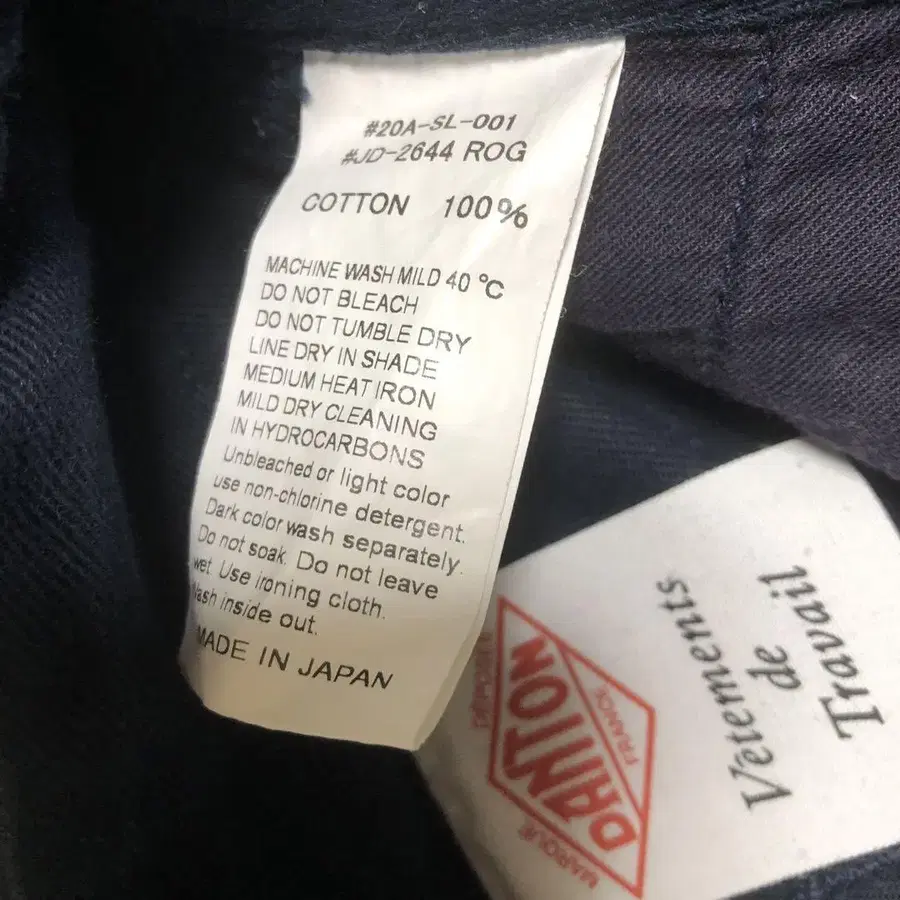 #20A-SL-001
#JD-2644 ROG
COTTON 100%
MACHINE WASH MILD 40 °C
DO NOT BLEACH
DO NOT TUMBLE DRY
LINE DRY IN SHADE
MEDIUM HEAT IRON
MILD DRY CLEANING
IN HYDROCARBONS
Unbleached or light color
use non-chlorine detergent.
Dark color wash separately.
Do not soak. Do not leave
wet. Use ironing cloth.
Wash inside out.
MADE IN JAPAN
DANTON
FRANCE
MARQUE
Vêtements
de
Travail